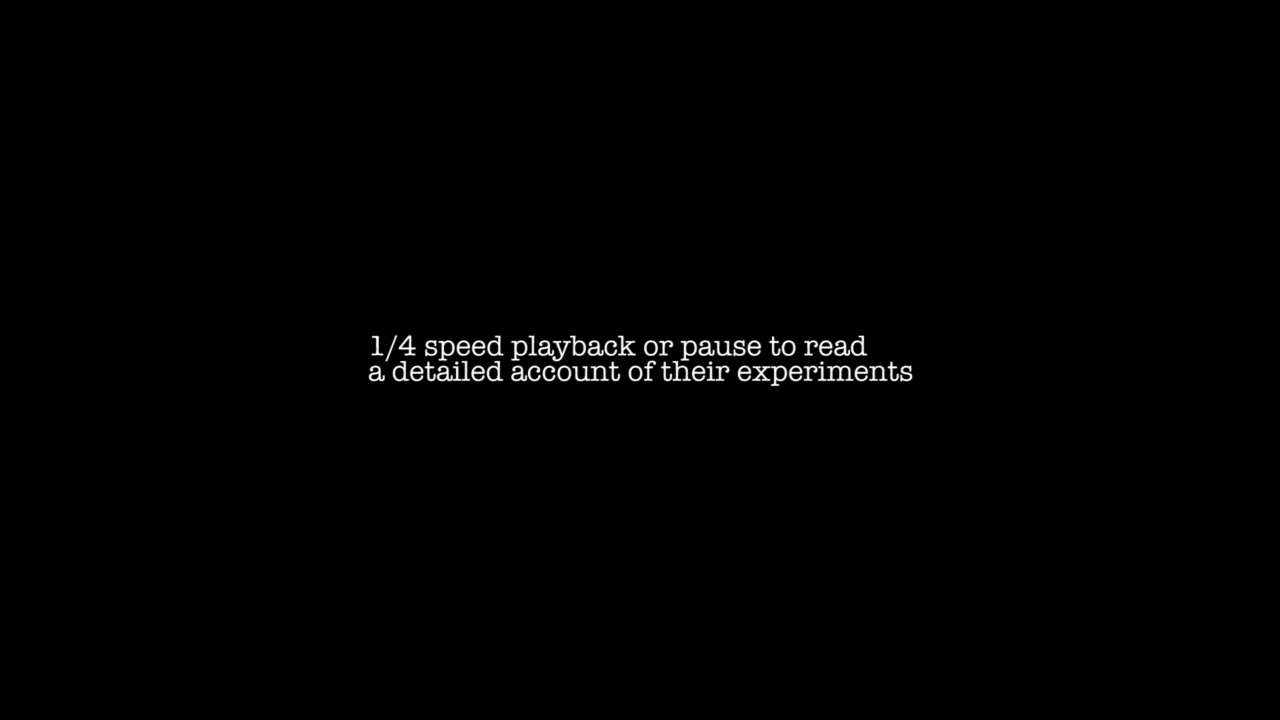 1/4 speed playback or pause to read
a detailed account of their experiments